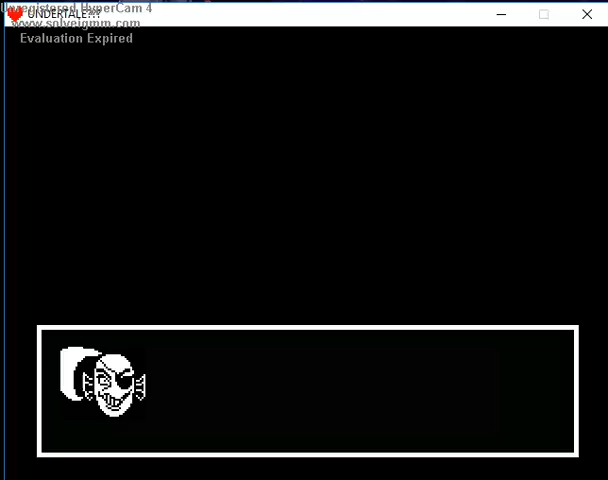 Unregistered HyperCam 4
UNDERTALE???
www.solveigmm.com
Evaluation Expired